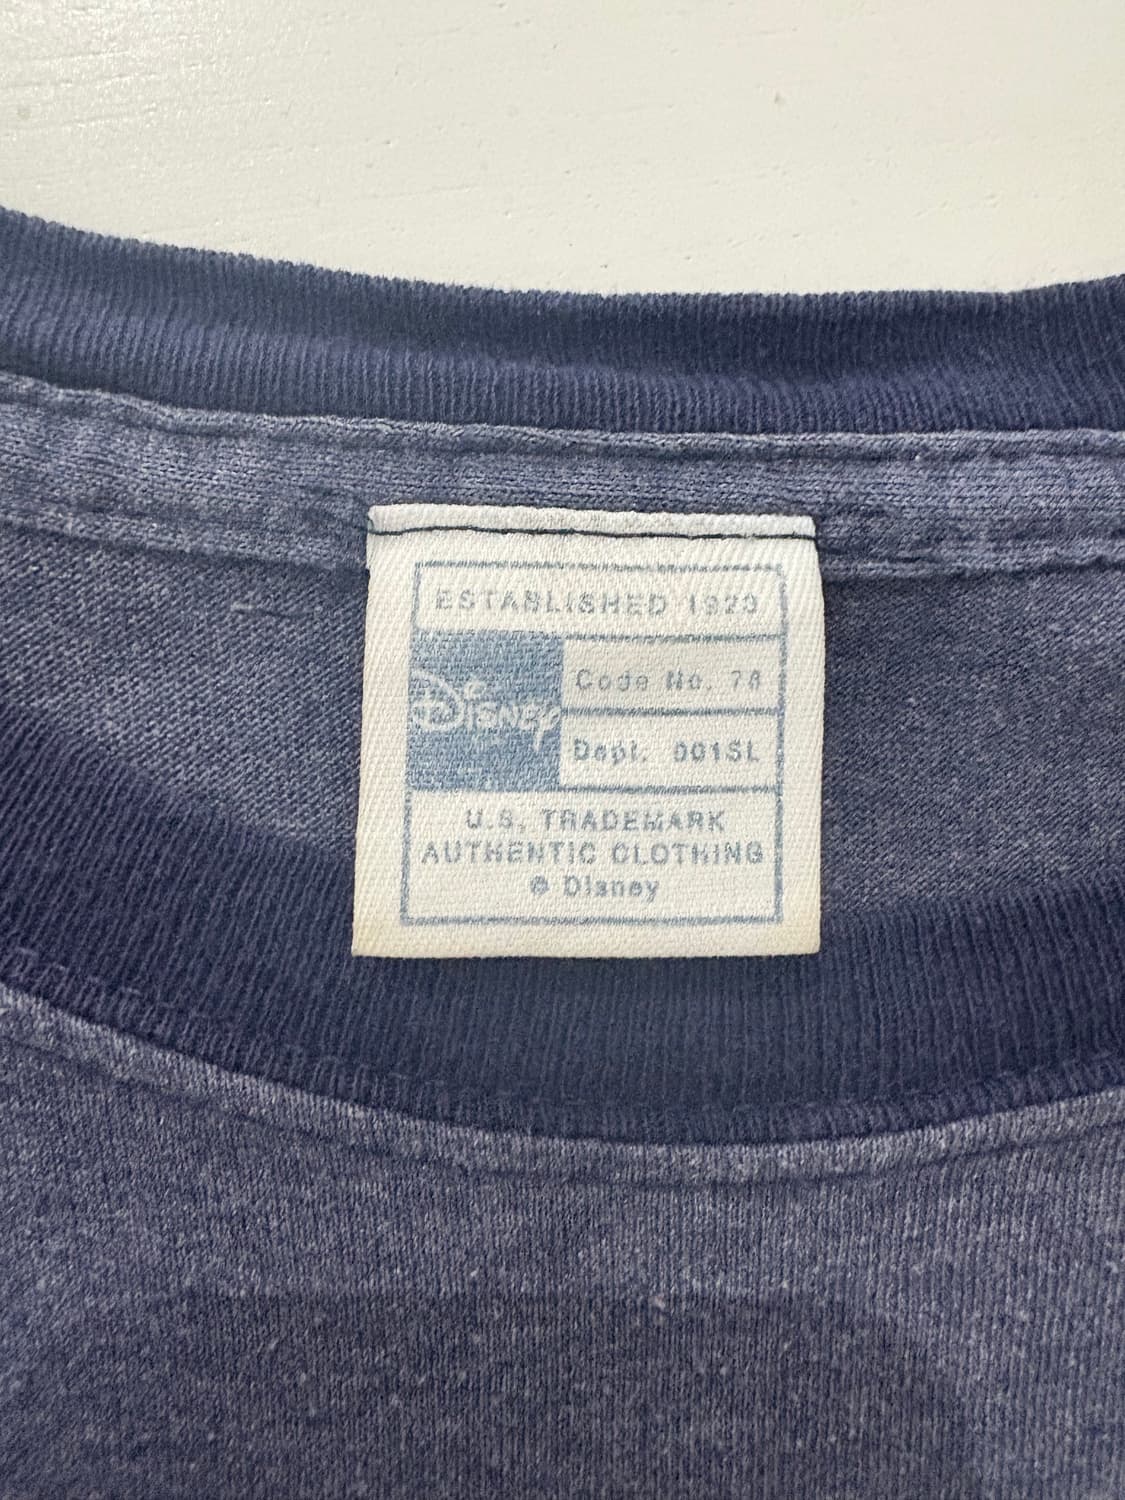 ESTABLISHED 1923
Disney
Code No. 78
Dept. 001SL
U.S. TRADEMARK
AUTHENTIC CLOTHING
© Disney